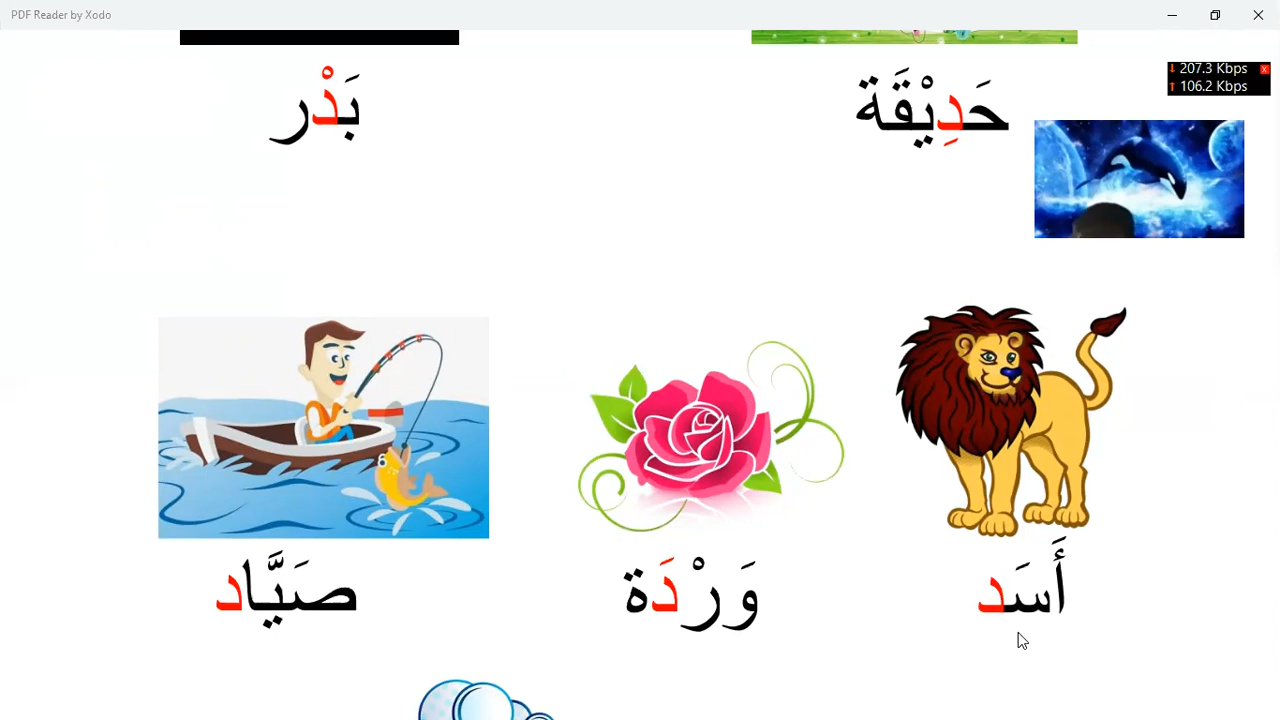 PDF Reader by Xodo
207.3 Kbps
106.2 Kbps
حَدِيْقَة
بَدْر
أَسَد
وَرْدَة
صَيَّاد